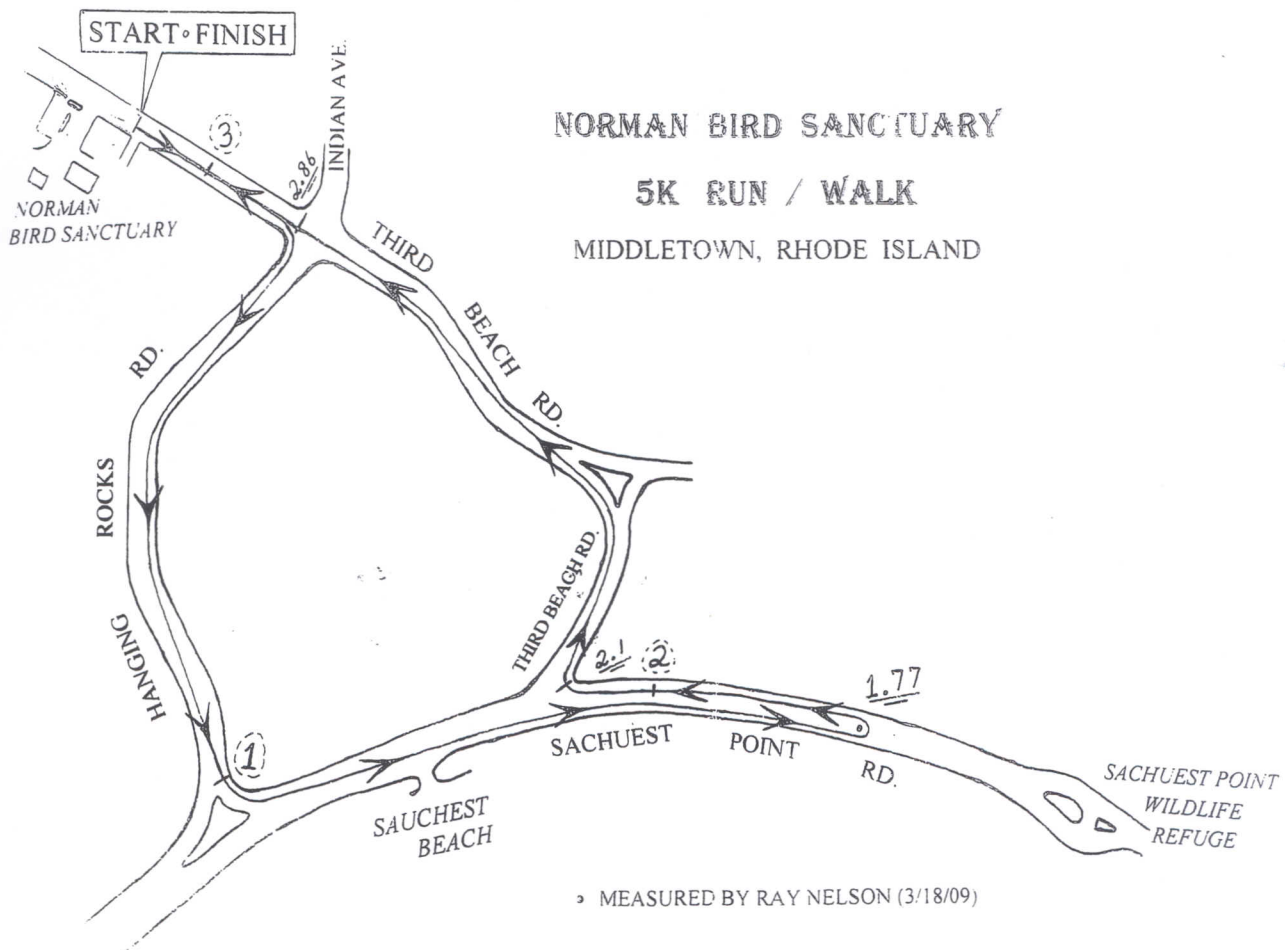 START • FINISH
INDIAN AVE.
NORMAN BIRD SANCTUARY
5K RUN / WALK
MIDDLETOWN, RHODE ISLAND
3
2.86
NORMAN
BIRD SANCTUARY
THIRD
BEACH
RD.
RD.
ROCKS
HANGING
THIRD BEACH RD.
2.1
2
1.77
1
SACHUEST
POINT
RD.
SAUCHEST
BEACH
SACHUEST POINT
WILDLIFE
REFUGE
MEASURED BY RAY NELSON (3/18/09)